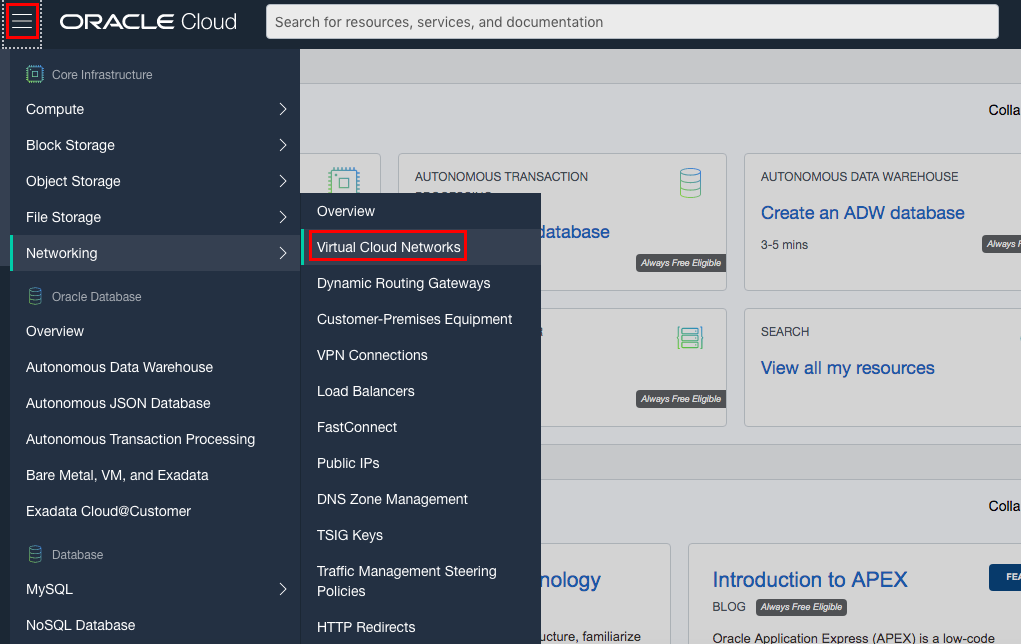 ORACLE Cloud
Search for resources, services, and documentation
Core Infrastructure
Compute
Block Storage
Object Storage
File Storage
Networking
Oracle Database
Overview
Autonomous Data Warehouse
Autonomous JSON Database
Autonomous Transaction Processing
Bare Metal, VM, and Exadata
Exadata Cloud@Customer
Database
MySQL
NoSQL Database
Overview
Virtual Cloud Networks
Dynamic Routing Gateways
Customer-Premises Equipment
VPN Connections
Load Balancers
FastConnect
Public IPs
DNS Zone Management
TSIG Keys
Traffic Management Steering
Policies
HTTP Redirects
Colla
AUTONOMOUS TRANSACTION
database
Always Free Eligible
AUTONOMOUS DATA WAREHOUSE
Create an ADW database
3-5 mins
Always F
Always Free Eligible
SEARCH
View all my resources
Colla
nology
ucture, familiarize
Introduction to APEX
FEA
BLOG Always Free Eligible
Oracle Application Express (APEX) is a low-code